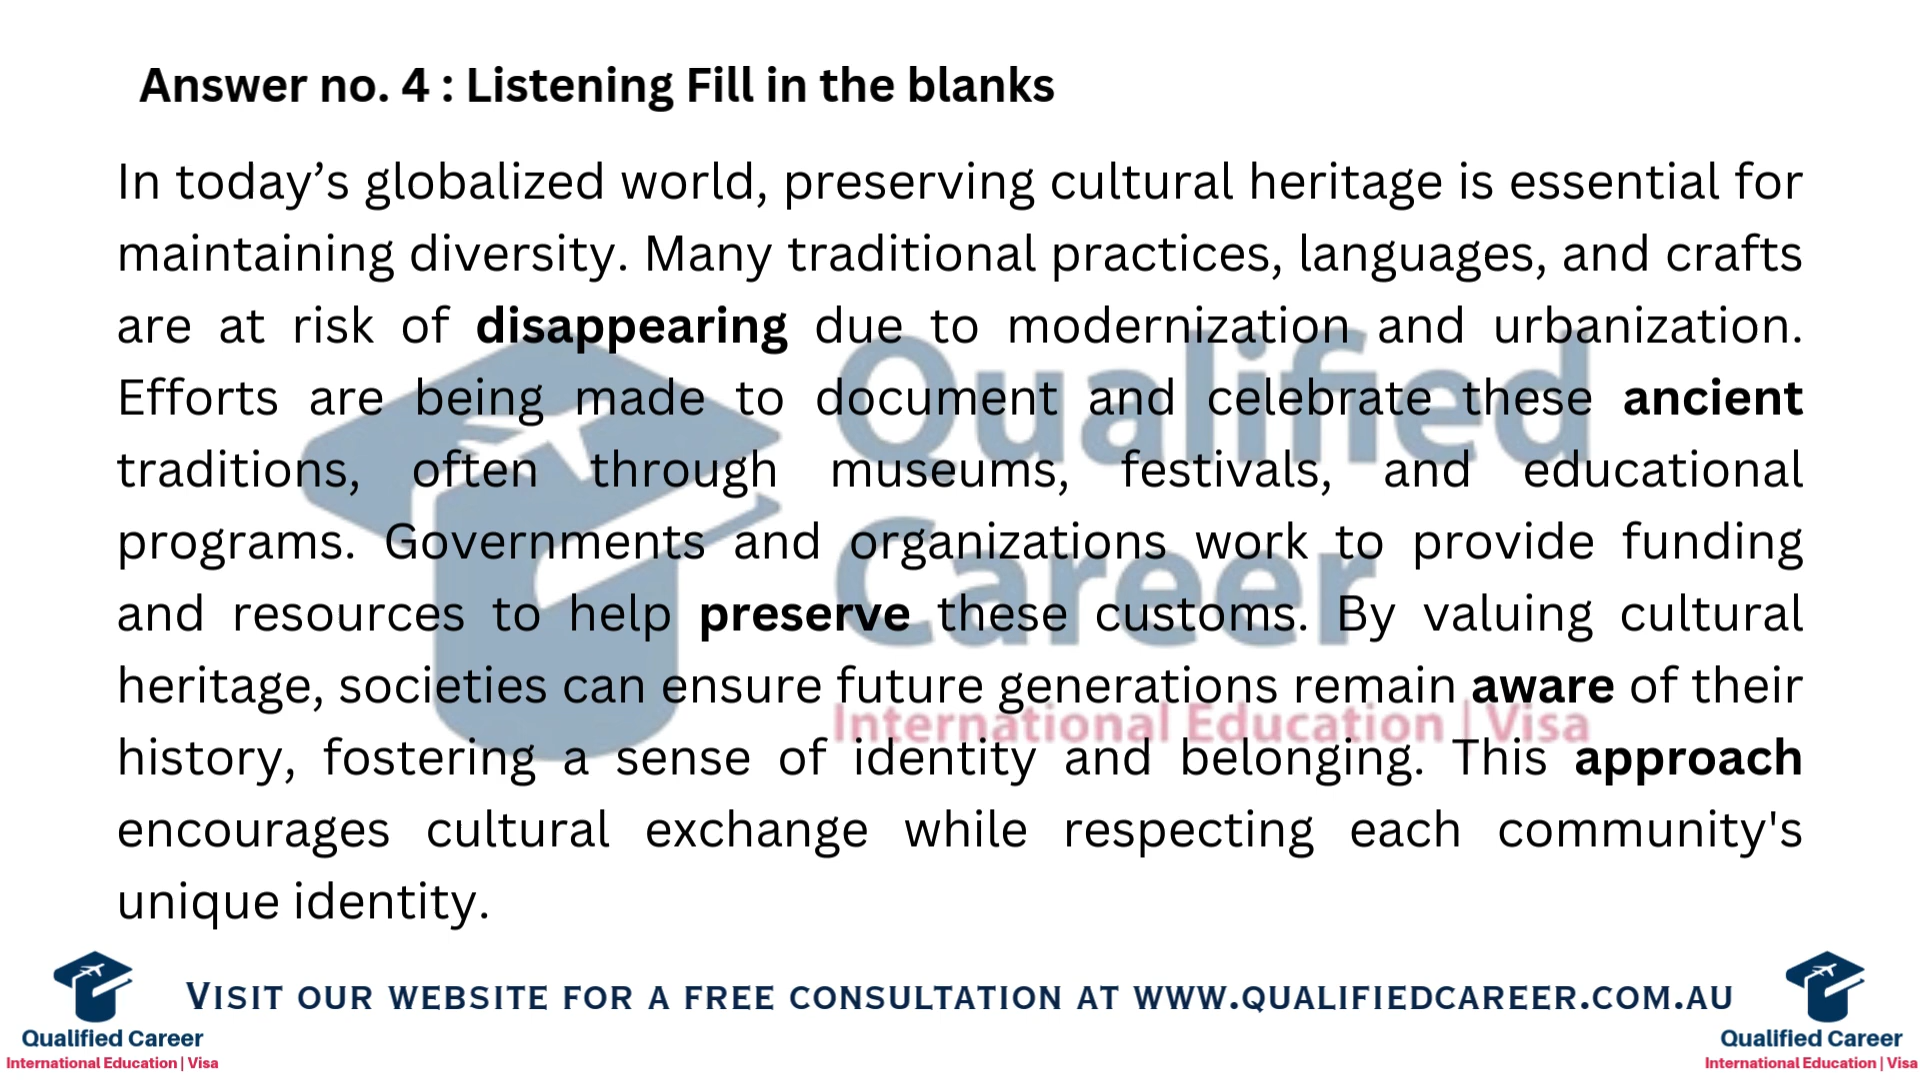 Answer no. 4 : Listening Fill in the blanks
In today’s globalized world, preserving cultural heritage is essential for
maintaining diversity. Many traditional practices, languages, and crafts
are at risk of disappearing due to modernization and urbanization.
Efforts are being made to document and celebrate these ancient
traditions, often through museums, festivals, and educational
programs. Governments and organizations work to provide funding
and resources to help preserve these customs. By valuing cultural
heritage, societies can ensure future generations remain aware of their
history, fostering a sense of identity and belonging. This approach
encourages cultural exchange while respecting each community's
unique identity.
Qualified
Career
International Education | Visa
VISIT OUR WEBSITE FOR A FREE CONSULTATION AT WWW.QUALIFIEDCAREER.COM.AU
Qualified Career
International Education | Visa
Qualified Career
International Education | Visa